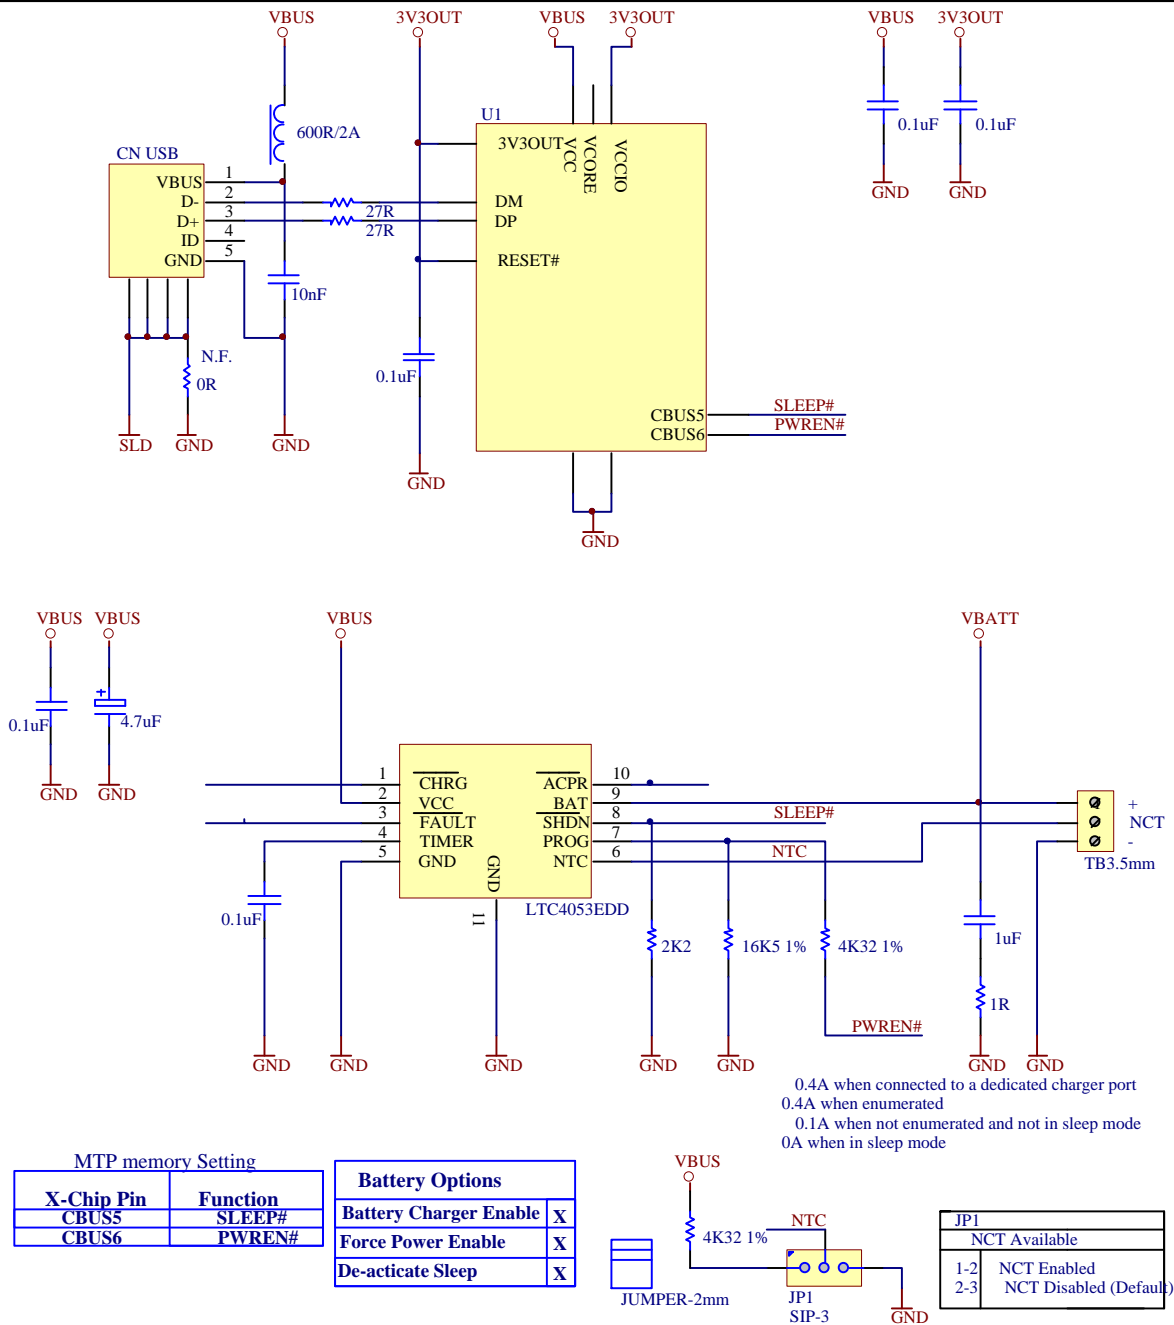 VBUS
3V3OUT
VBUS
3V3OUT
VBUS
3V3OUT
600R/2A
U1
0.1uF
0.1uF
GND
GND
CN USB
VBUS 1
D- 2
D+ 3
ID 4
GND 5
27R
27R
10nF
N.F.
0R
SLD
GND
GND
0.1uF
GND
3V3OUT
VCC
VCORE
VCCIO
DM
DP
RESET#
CBUS5
SLEEP#
CBUS6
PWREN#
GND
VBUS
VBUS
VBUS
VBATT
0.1uF
4.7uF
GND
GND
1 CHRG
2 VCC
3 FAULT
4 TIMER
5 GND
ACPR 10
BAT 9
SHDN 8
PROG 7
NTC 6
GND
11
LTC4053EDD
SLEEP#
NTC
+
NCT
-
TB3.5mm
0.1uF
2K2
16K5 1%
4K32 1%
1uF
1R
PWREN#
GND
GND
GND
GND
GND
GND
GND
0.4A when connected to a dedicated charger port
0.4A when enumerated
0.1A when not enumerated and not in sleep mode
0A when in sleep mode
MTP memory Setting
X-Chip Pin Function
CBUS5 SLEEP#
CBUS6 PWREN#
Battery Options
Battery Charger Enable X
Force Power Enable X
De-acticate Sleep X
JUMPER-2mm
VBUS
4K32 1%
NTC
JP1
SIP-3
GND
JP1
NCT Available
1-2 NCT Enabled
2-3 NCT Disabled (Default)